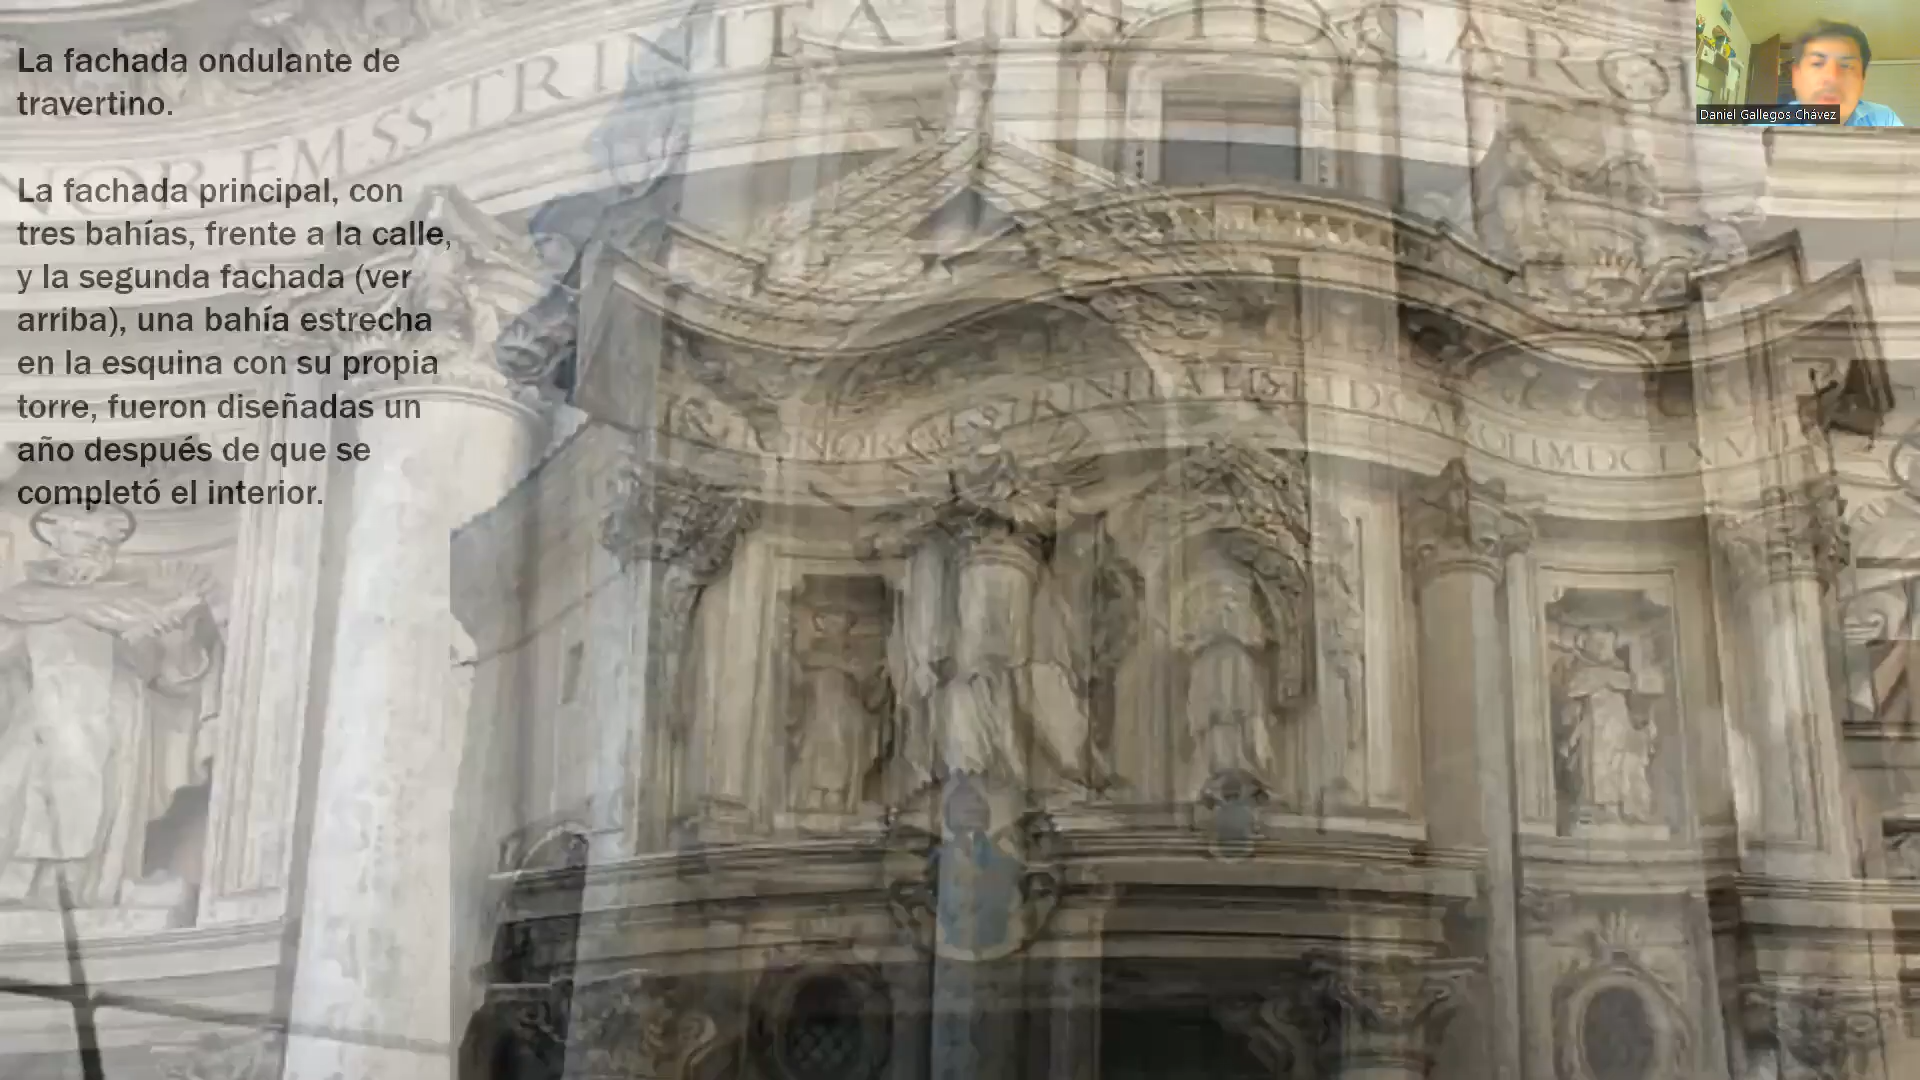 La fachada ondulante de
travertino.
La fachada principal, con
tres bahías, frente a la calle,
y la segunda fachada (ver
arriba), una bahía estrecha
en la esquina con su propia
torre, fueron diseñadas un
año después de que se
completó el interior.
Daniel Gallegos Chávez